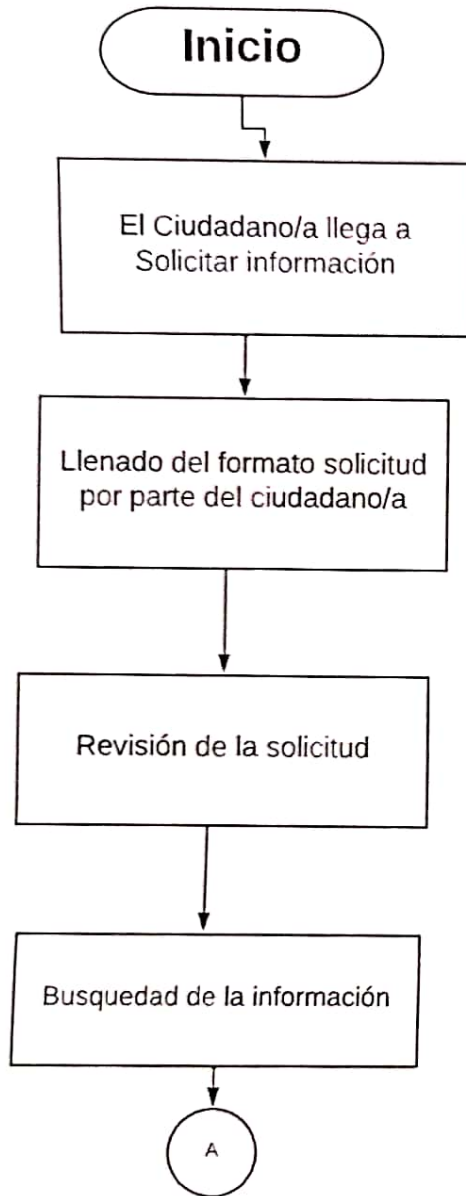 Inicio
El Ciudadano/a llega a
Solicitar información
Llenado del formato solicitud
por parte del ciudadano/a
Revisión de la solicitud
Busquedad de la información
A